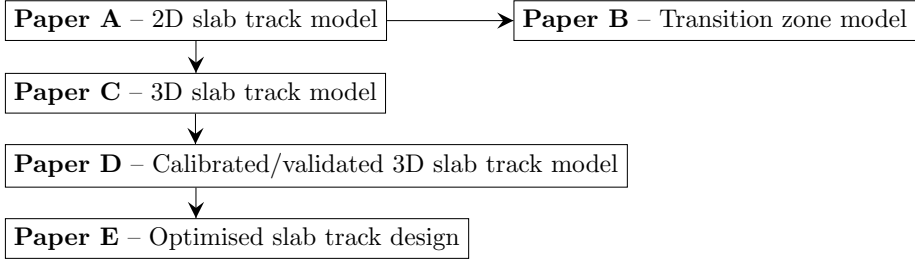 Paper A – 2D slab track model
Paper B – Transition zone model
Paper C – 3D slab track model
Paper D – Calibrated/validated 3D slab track model
Paper E – Optimised slab track design